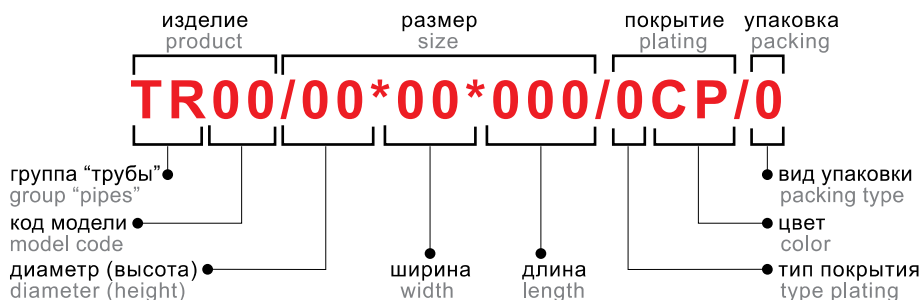 изделие размер покрытие упаковка
product size plating packing
TR00/00*00*000/0CP/0
группа “трубы” вид упаковки
group “pipes” packing type
код модели цвет
model code color
диаметр (высота) ширина длина тип покрытия
diameter (height) width length type plating